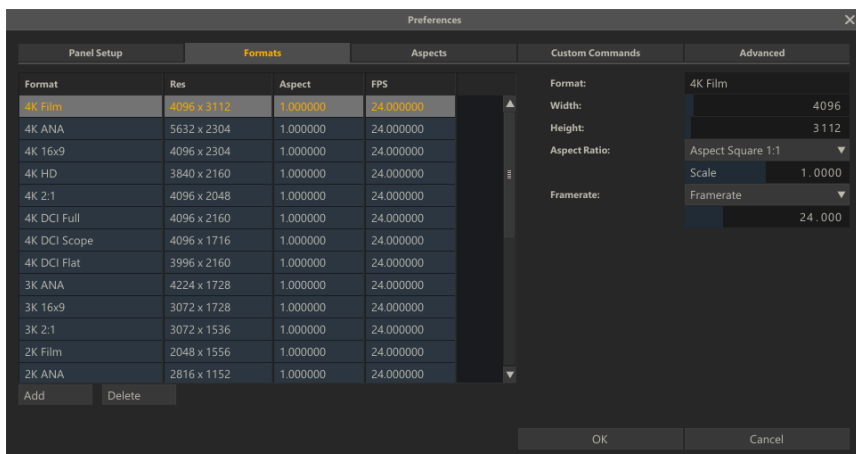 Preferences
Panel Setup Formats Aspects Custom Commands Advanced
Format Res Aspect FPS
4K Film 4096 x 3112 1.000000 24.000000
4K ANA 5632 x 2304 1.000000 24.000000
4K 16x9 4096 x 2304 1.000000 24.000000
4K HD 3840 x 2160 1.000000 24.000000
4K 2:1 4096 x 2048 1.000000 24.000000
4K DCI Full 4096 x 2160 1.000000 24.000000
4K DCI Scope 4096 x 1716 1.000000 24.000000
4K DCI Flat 3996 x 2160 1.000000 24.000000
3K ANA 4224 x 1728 1.000000 24.000000
3K 16x9 3072 x 1728 1.000000 24.000000
3K 2:1 3072 x 1536 1.000000 24.000000
2K Film 2048 x 1556 1.000000 24.000000
2K ANA 2816 x 1152 1.000000 24.000000
Add Delete
Format: 4K Film
Width: 4096
Height: 3112
Aspect Ratio: Aspect Square 1:1
Scale 1.0000
Framerate: Framerate
24.000
OK Cancel